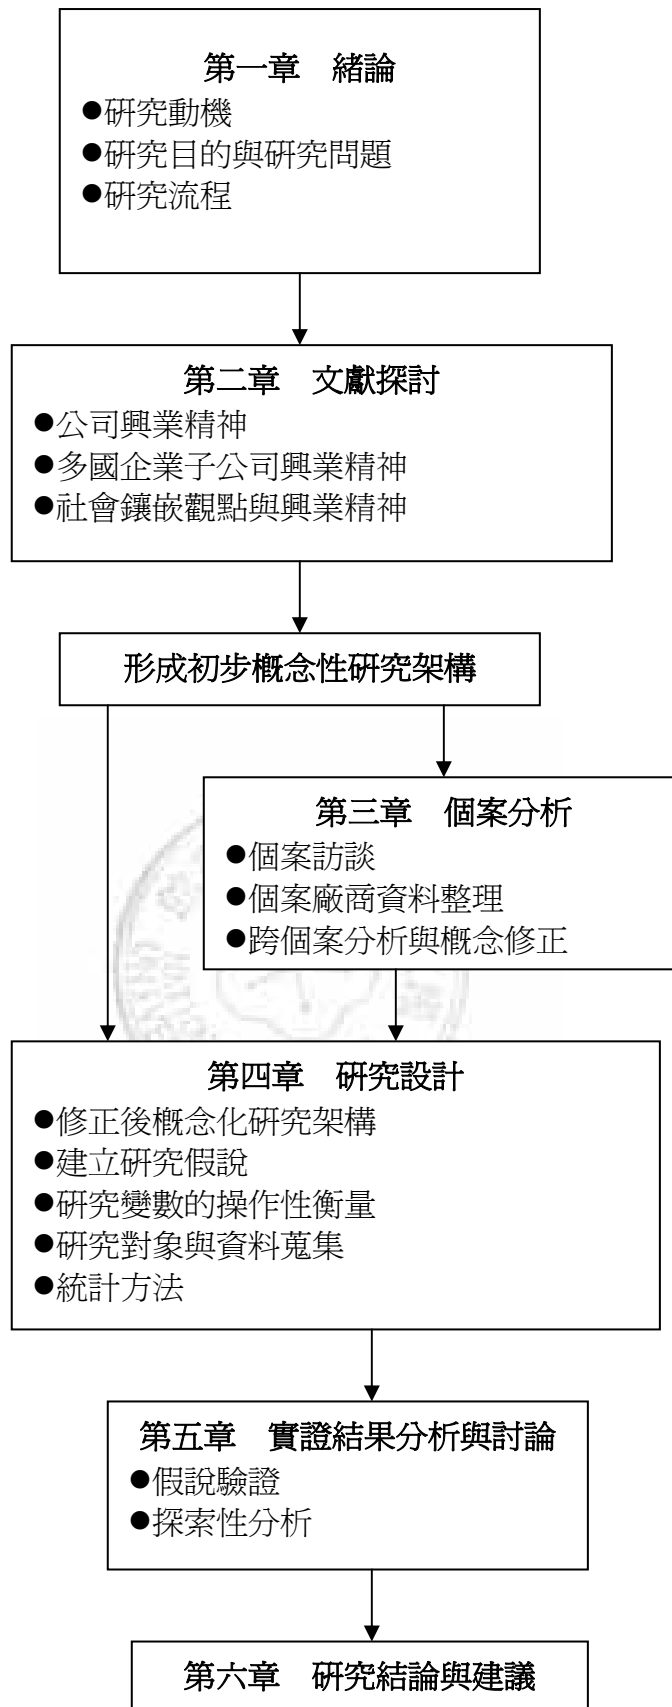 第一章　緒論
●研究動機
●研究目的與研究問題
●研究流程
第二章　文獻探討
●公司興業精神
●多國企業子公司興業精神
●社會鑲嵌觀點與興業精神
形成初步概念性研究架構
第三章　個案分析
●個案訪談
●個案廠商資料整理
●跨個案分析與概念修正
第四章　研究設計
●修正後概念化研究架構
●建立研究假說
●研究變數的操作性衡量
●研究對象與資料蒐集
●統計方法
第五章　實證結果分析與討論
●假說驗證
●探索性分析
第六章　研究結論與建議